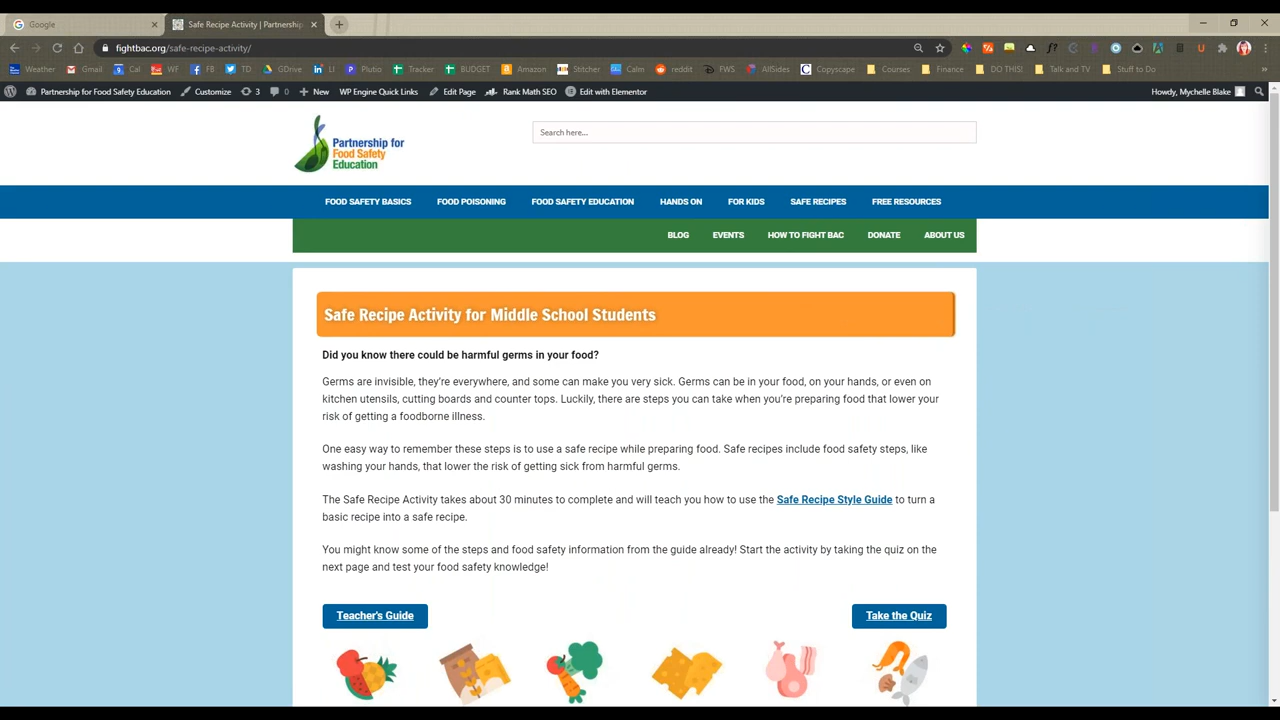 Google
Safe Recipe Activity | Partnership
fightbac.org/safe-recipe-activity/
Weather Gmail Cal WF FB TD GDrive LI Plutio Tracker BUDGET Amazon Stitcher Calm reddit FWS AllSides Copyscape Courses Finance DO THIS! Talk and TV Stuff to Do
Partnership for Food Safety Education Customize 3 0 New WP Engine Quick Links Edit Page Rank Math SEO Edit with Elementor Howdy, Mychelle Blake
Partnership for
Food Safety
Education
Search here...
FOOD SAFETY BASICS FOOD POISONING FOOD SAFETY EDUCATION HANDS ON FOR KIDS SAFE RECIPES FREE RESOURCES
BLOG EVENTS HOW TO FIGHT BAC DONATE ABOUT US
Safe Recipe Activity for Middle School Students
Did you know there could be harmful germs in your food?
Germs are invisible, they're everywhere, and some can make you very sick. Germs can be in your food, on your hands, or even on
kitchen utensils, cutting boards and counter tops. Luckily, there are steps you can take when you're preparing food that lower your
risk of getting a foodborne illness.
One easy way to remember these steps is to use a safe recipe while preparing food. Safe recipes include food safety steps, like
washing your hands, that lower the risk of getting sick from harmful germs.
The Safe Recipe Activity takes about 30 minutes to complete and will teach you how to use the Safe Recipe Style Guide to turn a
basic recipe into a safe recipe.
You might know some of the steps and food safety information from the guide already! Start the activity by taking the quiz on the
next page and test your food safety knowledge!
Teacher's Guide
Take the Quiz